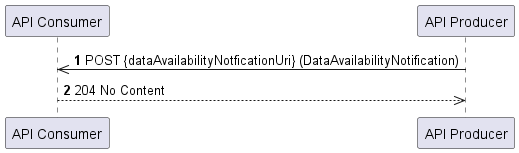 API Consumer API Producer
1 POST {dataAvailabilityNotficationUri} (DataAvailabilityNotification)
2 204 No Content
API Consumer API Producer